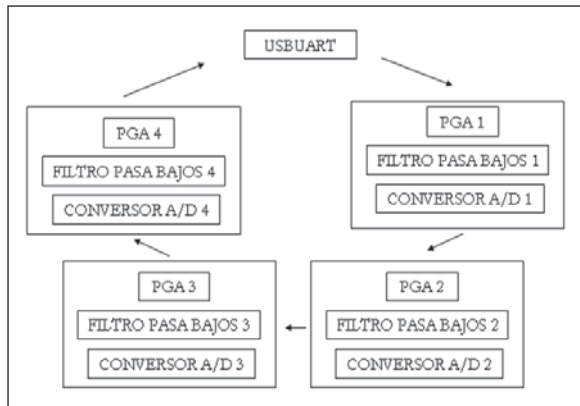 USBUART
PGA 1
FILTRO PASA BAJOS 1
CONVERSOR A/D 1
PGA 2
FILTRO PASA BAJOS 2
CONVERSOR A/D 2
PGA 3
FILTRO PASA BAJOS 3
CONVERSOR A/D 3
PGA 4
FILTRO PASA BAJOS 4
CONVERSOR A/D 4